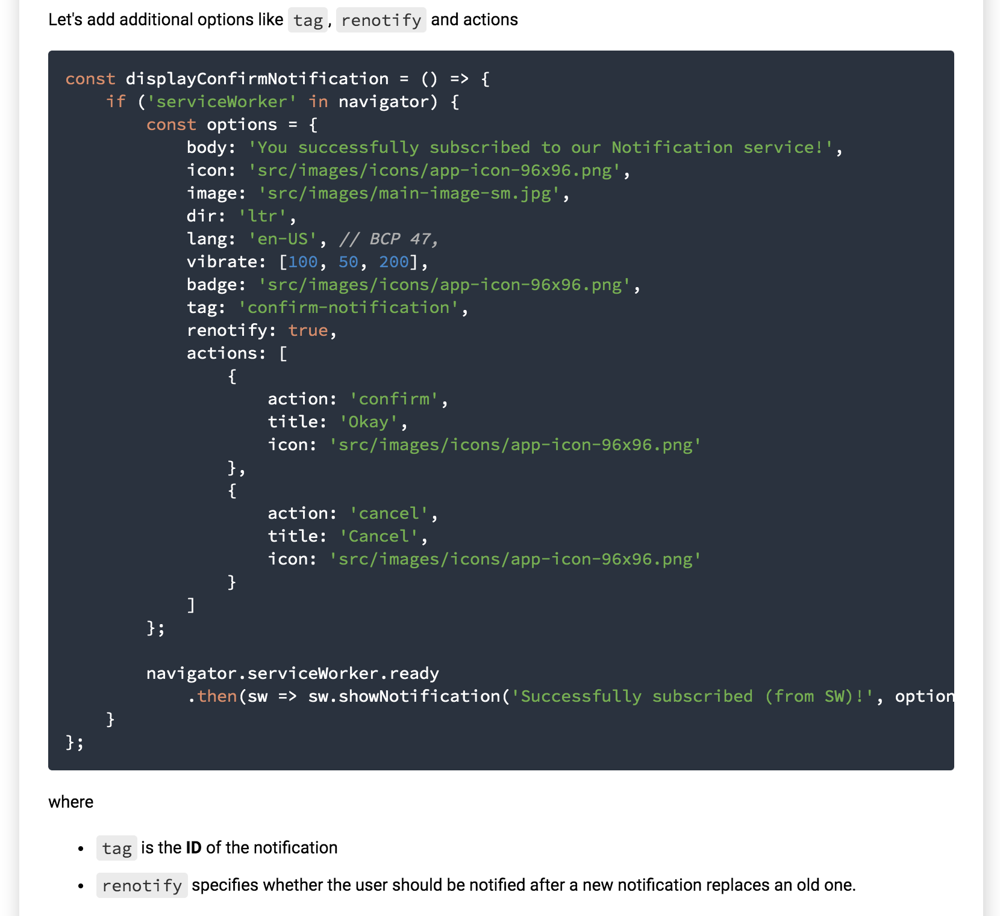 Let's add additional options like tag, renotify and actions
const displayConfirmNotification = () => {
    if ('serviceWorker' in navigator) {
        const options = {
            body: 'You successfully subscribed to our Notification service!',
            icon: 'src/images/icons/app-icon-96x96.png',
            image: 'src/images/main-image-sm.jpg',
            dir: 'ltr',
            lang: 'en-US', // BCP 47,
            vibrate: [100, 50, 200],
            badge: 'src/images/icons/app-icon-96x96.png',
            tag: 'confirm-notification',
            renotify: true,
            actions: [
                {
                    action: 'confirm',
                    title: 'Okay',
                    icon: 'src/images/icons/app-icon-96x96.png'
                },
                {
                    action: 'cancel',
                    title: 'Cancel',
                    icon: 'src/images/icons/app-icon-96x96.png'
                }
            ]
        };

        navigator.serviceWorker.ready
            .then(sw => sw.showNotification('Successfully subscribed (from SW)!', option
    }
};
where
• tag is the ID of the notification
• renotify specifies whether the user should be notified after a new notification replaces an old one.